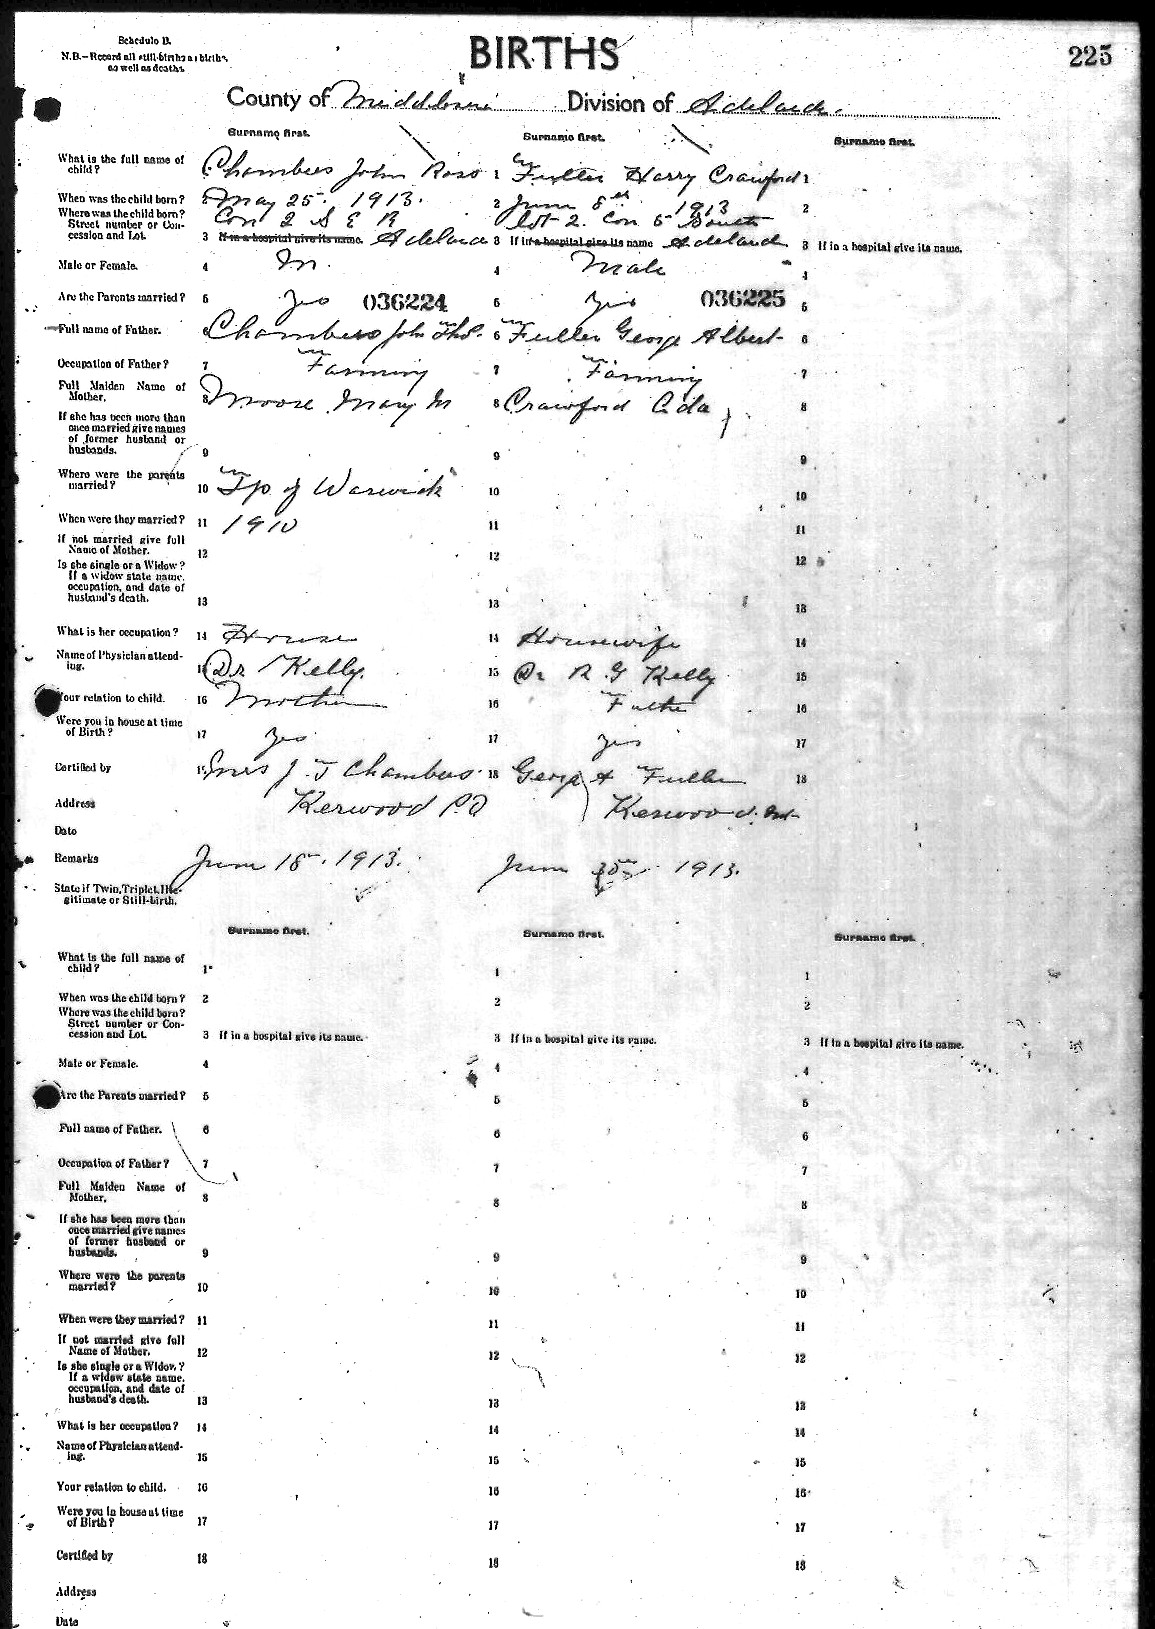 Schedule B.
N.B.—Record all still-births as births,
as well as deaths.
BIRTHS
225
County of Middlesex Division of Adelaide.
Surname first. Surname first. Surname first.
What is the full name of child? 1 Chambers John Ross 1 Fuller Harry Crawford 1
When was the child born? 2 May 25. 1913. 2 June 8th 1913 2
Where was the child born? Street number or Concession and Lot. Con 2 S E R lot 2. Con 5 South
3 If in a hospital give its name. Adelaide 3 If in a hospital give its name Adelaide 3 If in a hospital give its name.
Male or Female. 4 M. 4 Male 4
Are the Parents married? 5 Yes 036224 5 Yes 036225 5
Full name of Father. 6 Chambers John Thos. 6 Fuller George Albert 6
Occupation of Father? 7 Farming 7 Farming 7
Full Maiden Name of Mother. 8 Moose Mary M 8 Crawford Ada 8
If she has been more than once married give names of former husband or husbands. 9 9 9
Where were the parents married? 10 Tp of Warwick 10 10
When were they married? 11 1910 11 11
If not married give full Name of Mother. 12 12 12
Is she single or a Widow? If a widow state name, occupation, and date of husband's death. 13 13 13
What is her occupation? 14 House 14 Housewife 14
Name of Physician attending. 15 Dr Kelly. 15 Dr R G Kelly 15
Your relation to child. 16 Mother 16 Father 16
Were you in house at time of Birth? 17 Yes 17 Yes 17
Certified by 18 Mrs J T Chambers 18 George A Fuller 18
Address Kerwood P.O Kerwood. Ont
Date
Remarks June 18. 1913. June 1913.
State if Twin, Triplet, Illegitimate or Still-birth.
Surname first. Surname first. Surname first.
What is the full name of child? 1 1 1
When was the child born? 2 2 2
Where was the child born? Street number or Concession and Lot. 3 If in a hospital give its name. 3 If in a hospital give its name. 3 If in a hospital give its name.
Male or Female. 4 4 4
Are the Parents married? 5 5 5
Full name of Father. 6 6 6
Occupation of Father? 7 7 7
Full Maiden Name of Mother. 8 8 8
If she has been more than once married give names of former husband or husbands. 9 9 9
Where were the parents married? 10 10 10
When were they married? 11 11 11
If not married give full Name of Mother. 12 12 12
Is she single or a Widow? If a widow state name, occupation, and date of husband's death. 13 13 13
What is her occupation? 14 14 14
Name of Physician attending. 15 15 15
Your relation to child. 16 16 16
Were you in house at time of Birth? 17 17 17
Certified by 18 18 18
Address
Date